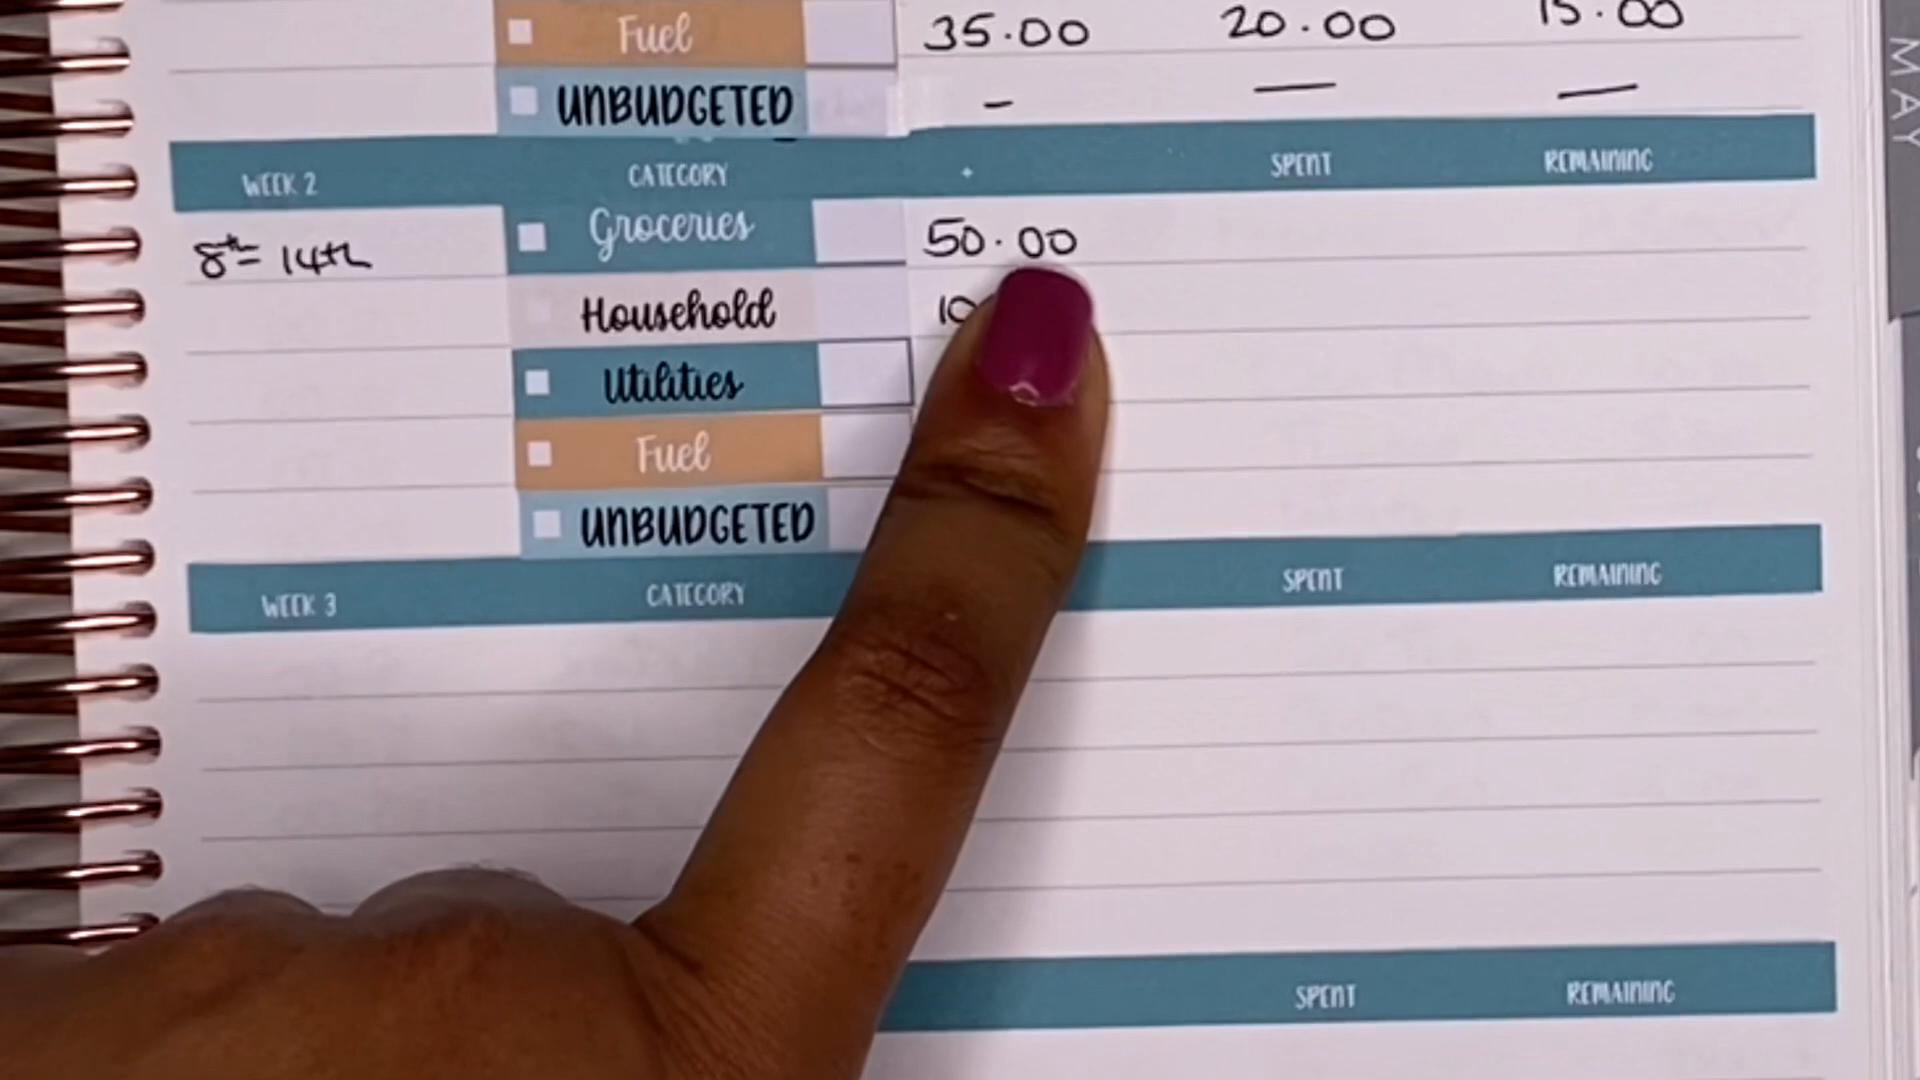 Fuel 35.00 20.00 15.00
UNBUDGETED - — —
WEEK 2 CATEGORY + SPENT REMAINING
8th - 14th Groceries 50.00
Household 10
Utilities
Fuel
UNBUDGETED
WEEK 3 CATEGORY SPENT REMAINING
SPENT REMAINING
MAY